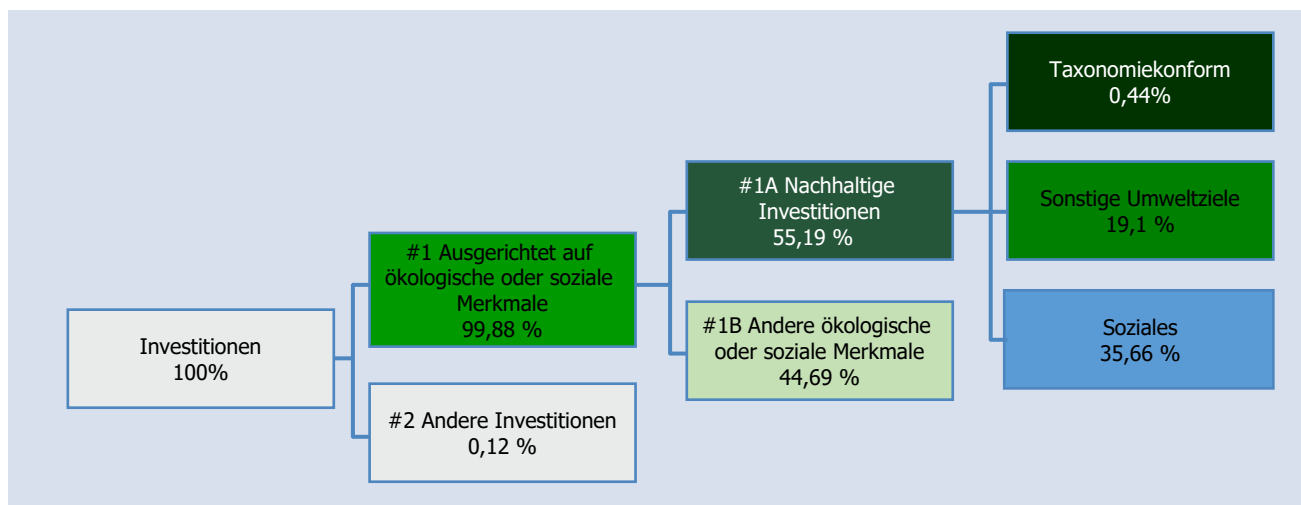 Investitionen
100%
#1 Ausgerichtet auf
ökologische oder soziale
Merkmale
99,88 %
#2 Andere Investitionen
0,12 %
#1A Nachhaltige
Investitionen
55,19 %
#1B Andere ökologische
oder soziale Merkmale
44,69 %
Taxonomiekonform
0,44%
Sonstige Umweltziele
19,1 %
Soziales
35,66 %